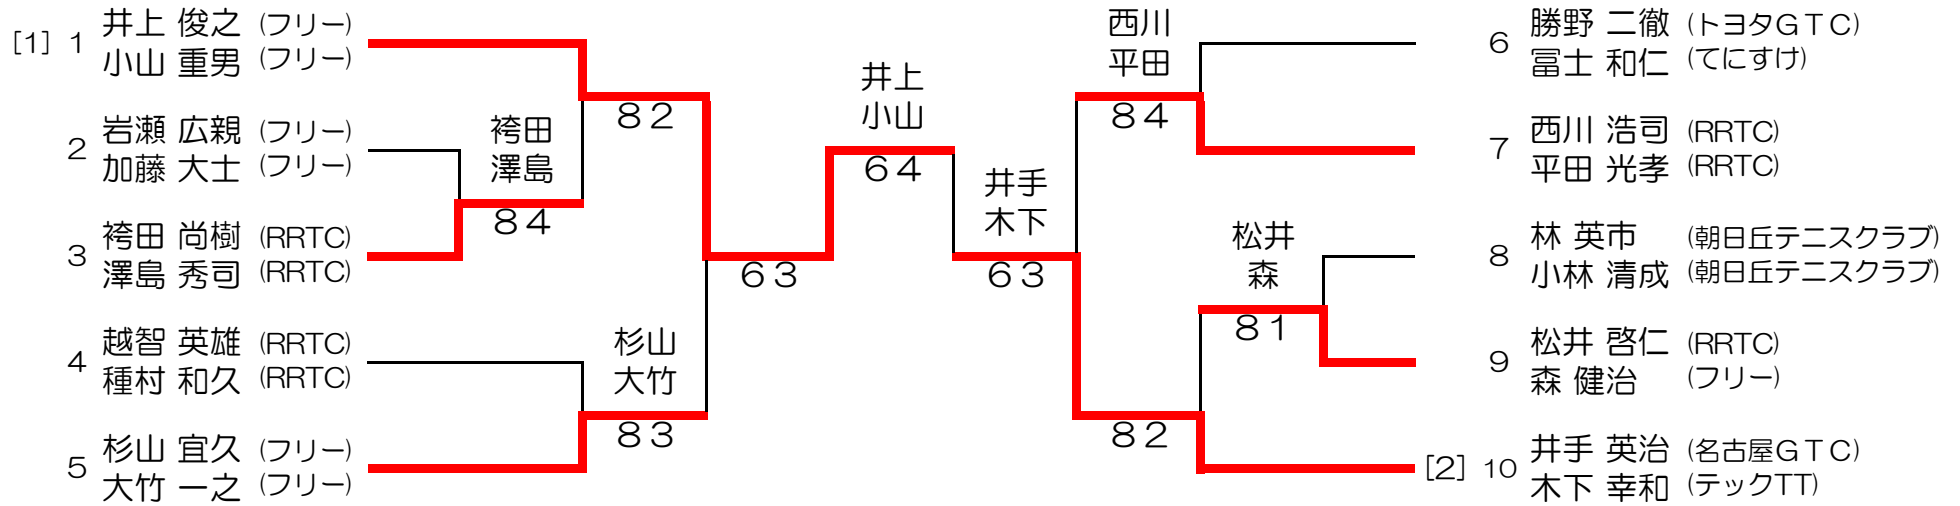 [1] 1 井上 俊之 (フリー)
小山 重男 (フリー)
2 岩瀬 広親 (フリー)
加藤 大士 (フリー)
3 袴田 尚樹 (RRTC)
澤島 秀司 (RRTC)
4 越智 英雄 (RRTC)
種村 和久 (RRTC)
5 杉山 宜久 (フリー)
大竹 一之 (フリー)
袴田
澤島
84
82
杉山
大竹
83
63
井上
小山
64
井手
木下
63
西川
平田
84
松井
森
81
82
6 勝野 二徹 (トヨタGTC)
冨士 和仁 (てにすけ)
7 西川 浩司 (RRTC)
平田 光孝 (RRTC)
8 林 英市 (朝日丘テニスクラブ)
小林 清成 (朝日丘テニスクラブ)
9 松井 啓仁 (RRTC)
森 健治 (フリー)
[2] 10 井手 英治 (名古屋GTC)
木下 幸和 (テックTT)